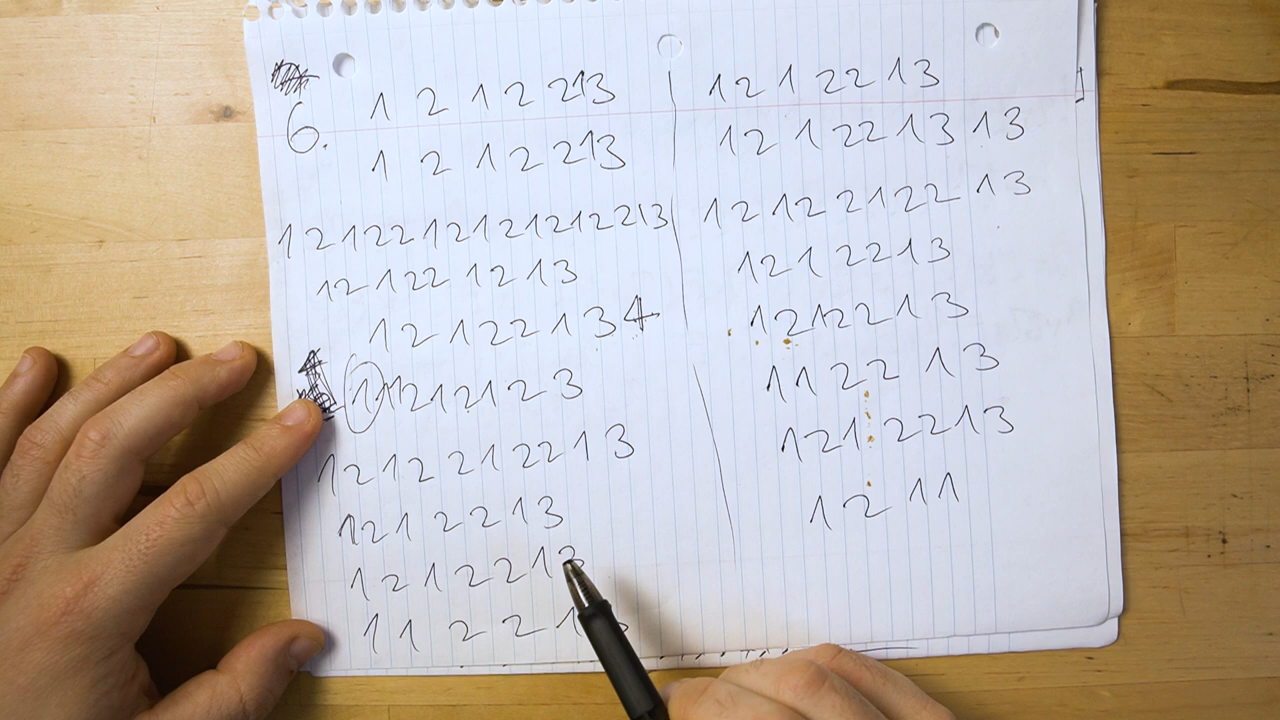 6.
1 2 1 2 2 1 3
1 2 1 2 2 1 3
1 2 1 2 2 1 2 1 2 1 2 1 2 2 1 3
1 2 1 2 2 1 2 1 3
1 2 1 2 2 1 3 4
1 1 2 1 2 1 2 3
1 2 1 2 2 1 2 2 1 3
1 2 1 2 2 1 3
1 2 1 2 2 1 3
1 1 2 2 1 3
1 2 1 2 2 1 3
1 2 1 2 2 1 3 1 3
1 2 1 2 2 1 2 2 1 3
1 2 1 2 2 1 3
1 2 1 2 2 1 3
1 1 2 2 1 3
1 2 1 2 2 1 3
1 2 1 1